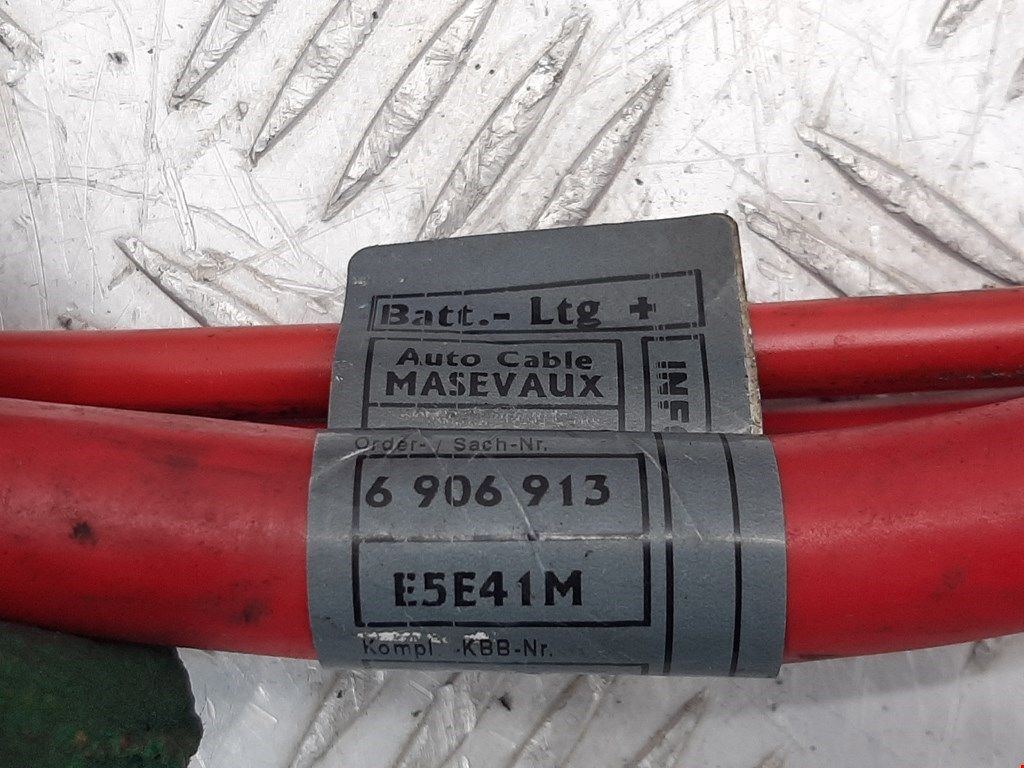 Batt.- Ltg +
Auto Cable
MASEVAUX
Order- / Sach-Nr.
6 906 913
E5E41M
Kompl -KBB-Nr.